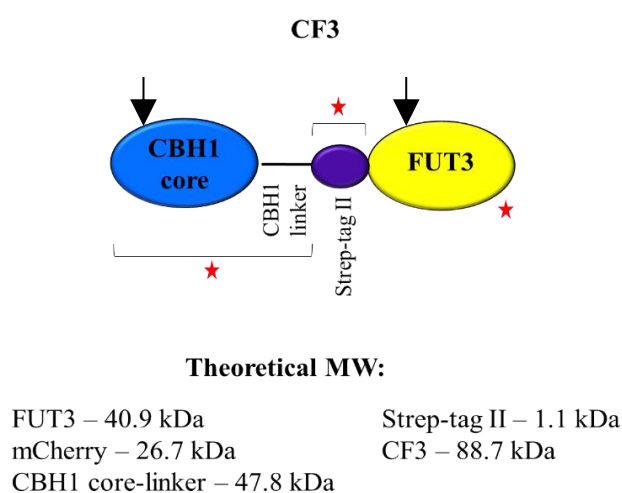 CF3
CBH1
core
FUT3
CBH1
linker
Strep-tag II
Theoretical MW:
FUT3 – 40.9 kDa
mCherry – 26.7 kDa
CBH1 core-linker – 47.8 kDa
Strep-tag II – 1.1 kDa
CF3 – 88.7 kDa